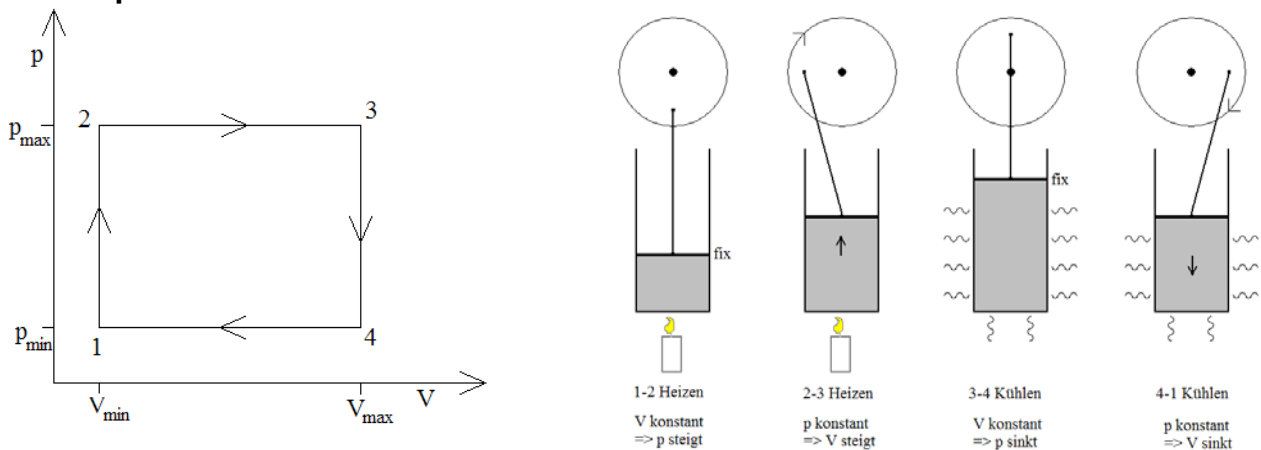 p
p_max
p_min
2
3
1
4
V_min
V_max
V
fix
fix
1-2 Heizen
V konstant
=> p steigt
2-3 Heizen
p konstant
=> V steigt
3-4 Kühlen
V konstant
=> p sinkt
4-1 Kühlen
p konstant
=> V sinkt